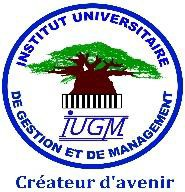 INSTITUT UNIVERSITAIRE
DE GESTION ET DE MANAGEMENT
IUGM
Créateur d'avenir